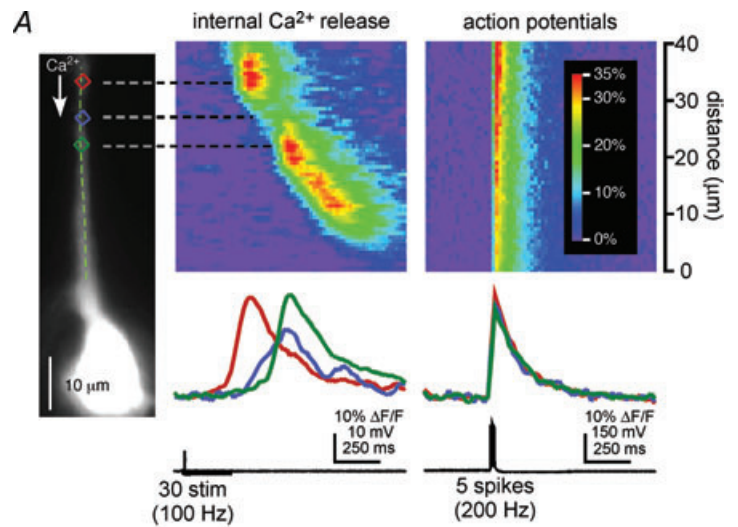 A
internal Ca²⁺ release
action potentials
Ca²⁺
10 μm
35%
30%
20%
10%
0%
40
30
20
10
0
distance (μm)
10% ΔF/F
10 mV
250 ms
10% ΔF/F
150 mV
250 ms
30 stim
(100 Hz)
5 spikes
(200 Hz)